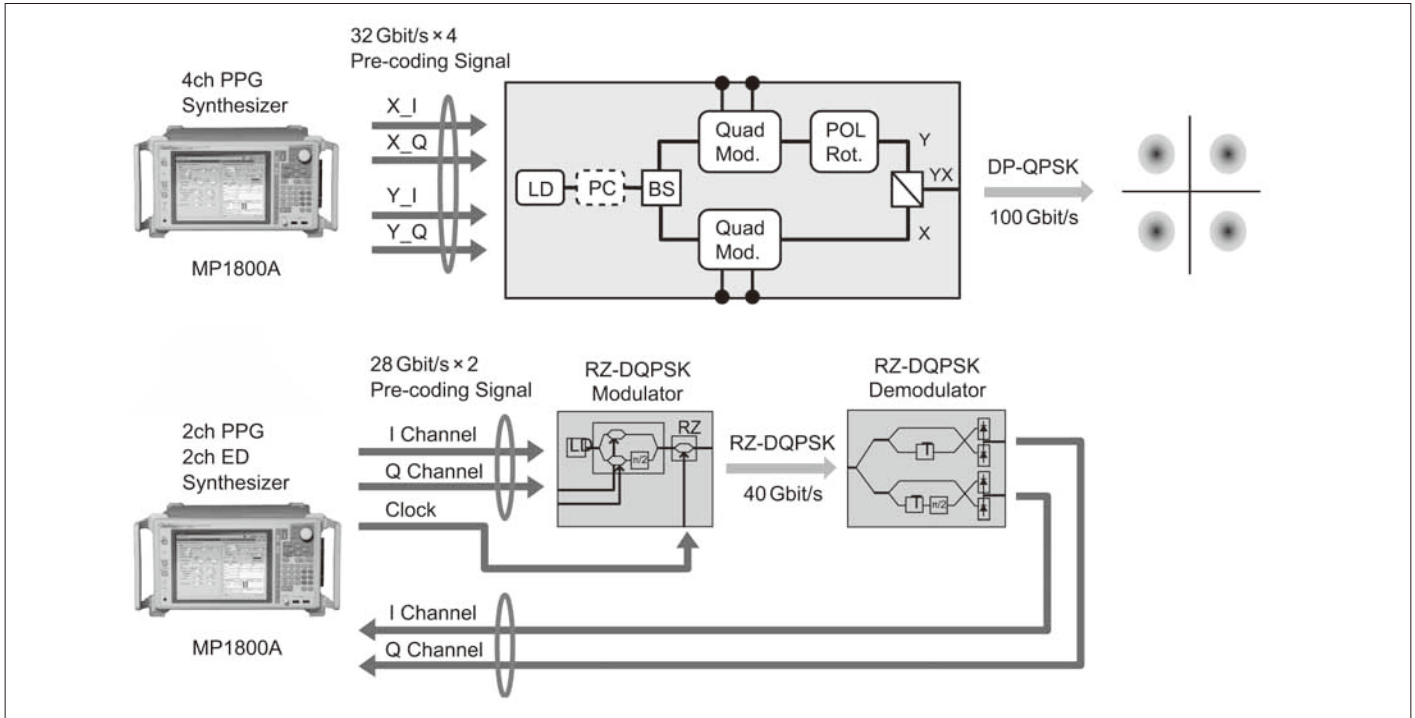 32 Gbit/s × 4
Pre-coding Signal
4ch PPG
Synthesizer
MP1800A
X_I
X_Q
Y_I
Y_Q
LD
PC
BS
Quad
Mod.
POL
Rot.
Y
YX
X
Quad
Mod.
DP-QPSK
100 Gbit/s
28 Gbit/s × 2
Pre-coding Signal
2ch PPG
2ch ED
Synthesizer
MP1800A
I Channel
Q Channel
Clock
RZ-DQPSK
Modulator
π/2
RZ
RZ-DQPSK
40 Gbit/s
RZ-DQPSK
Demodulator
T
T
π/2
I Channel
Q Channel